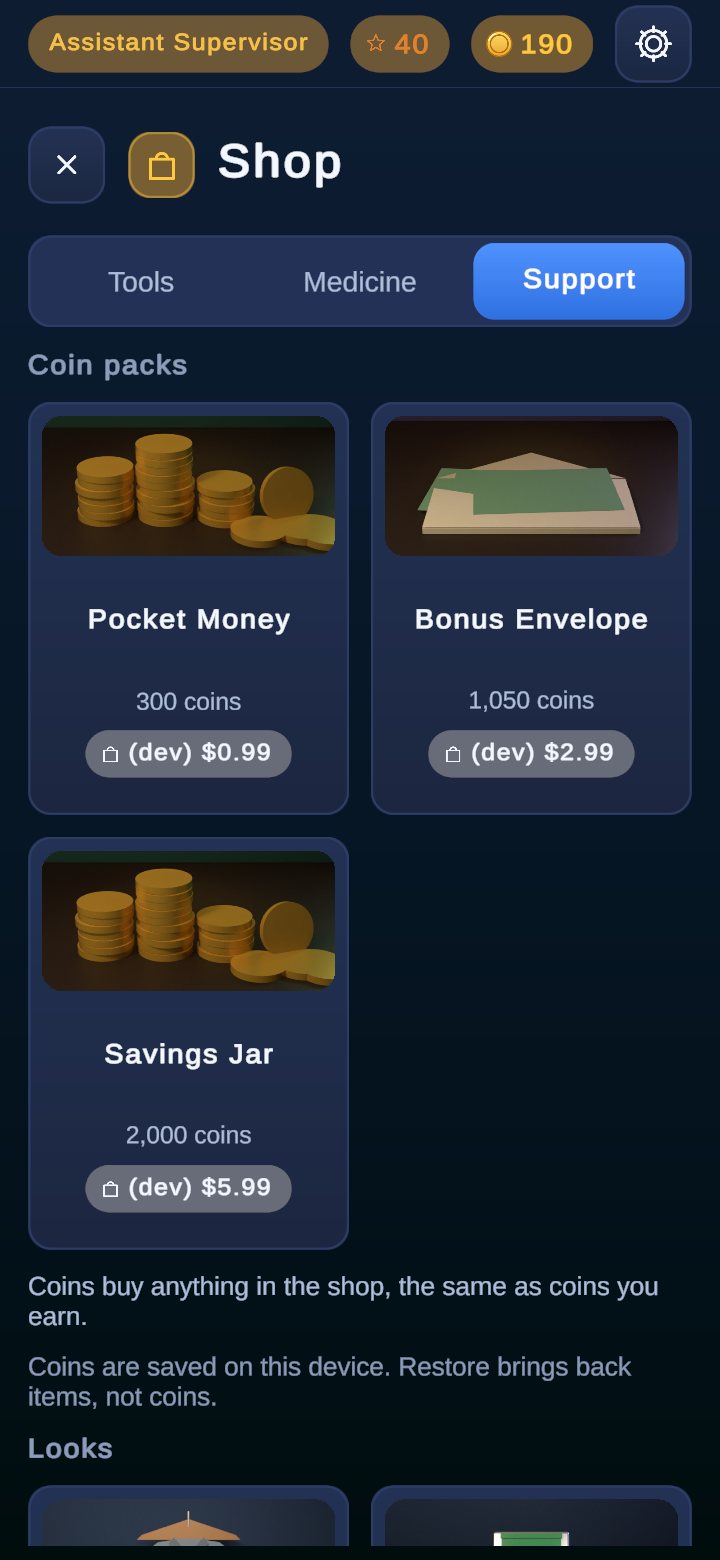 Assistant Supervisor
40
190
Shop
Tools
Medicine
Support
Coin packs
Pocket Money
300 coins
(dev) $0.99
Bonus Envelope
1,050 coins
(dev) $2.99
Savings Jar
2,000 coins
(dev) $5.99
Coins buy anything in the shop, the same as coins you
earn.
Coins are saved on this device. Restore brings back
items, not coins.
Looks